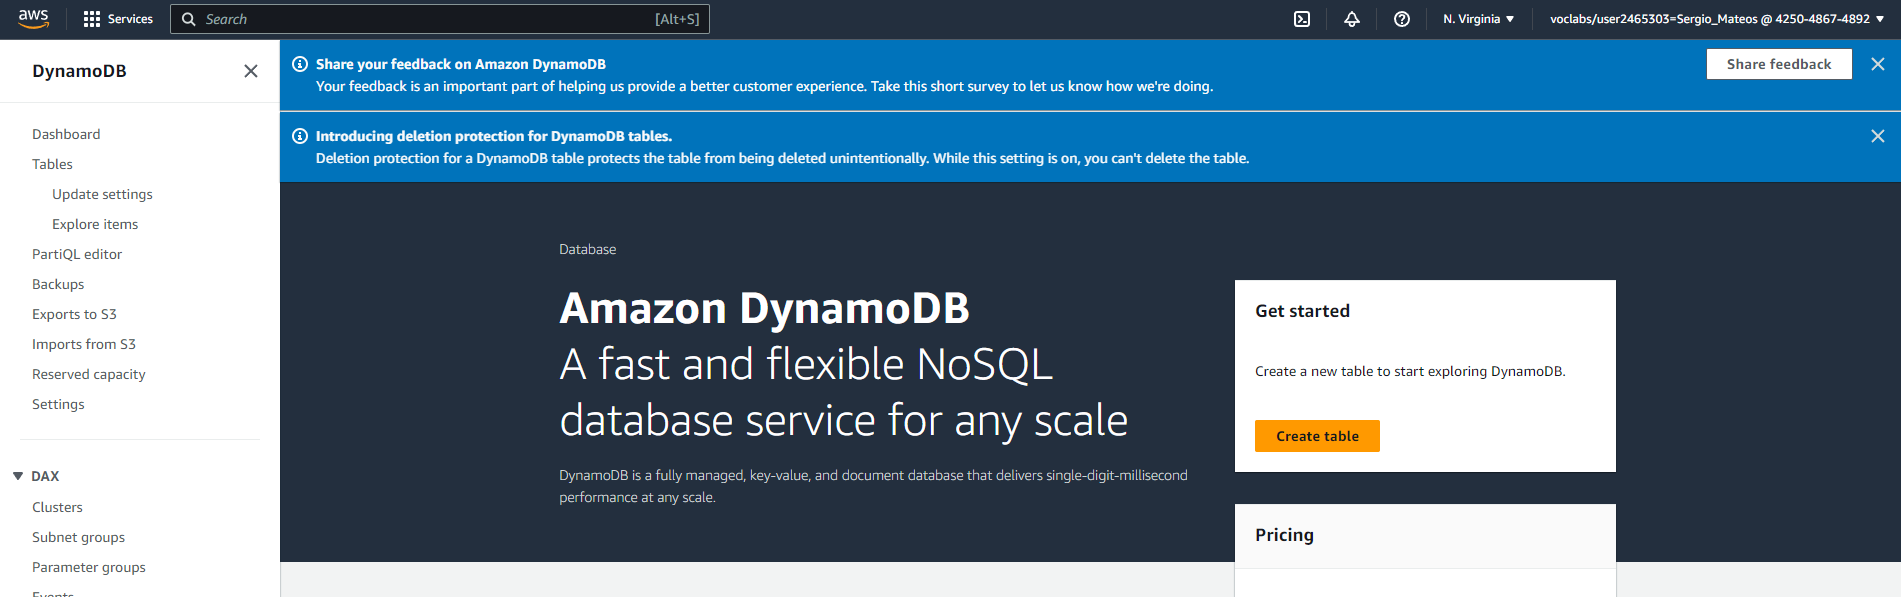 aws
Services
Search
[Alt+S]
N. Virginia
voclabs/user2465303=Sergio_Mateos @ 4250-4867-4892
DynamoDB
Dashboard
Tables
Update settings
Explore items
PartiQL editor
Backups
Exports to S3
Imports from S3
Reserved capacity
Settings
DAX
Clusters
Subnet groups
Parameter groups
Events
Share your feedback on Amazon DynamoDB
Your feedback is an important part of helping us provide a better customer experience. Take this short survey to let us know how we're doing.
Share feedback
Introducing deletion protection for DynamoDB tables.
Deletion protection for a DynamoDB table protects the table from being deleted unintentionally. While this setting is on, you can't delete the table.
Database
Amazon DynamoDB
A fast and flexible NoSQL
database service for any scale
DynamoDB is a fully managed, key-value, and document database that delivers single-digit-millisecond
performance at any scale.
Get started
Create a new table to start exploring DynamoDB.
Create table
Pricing